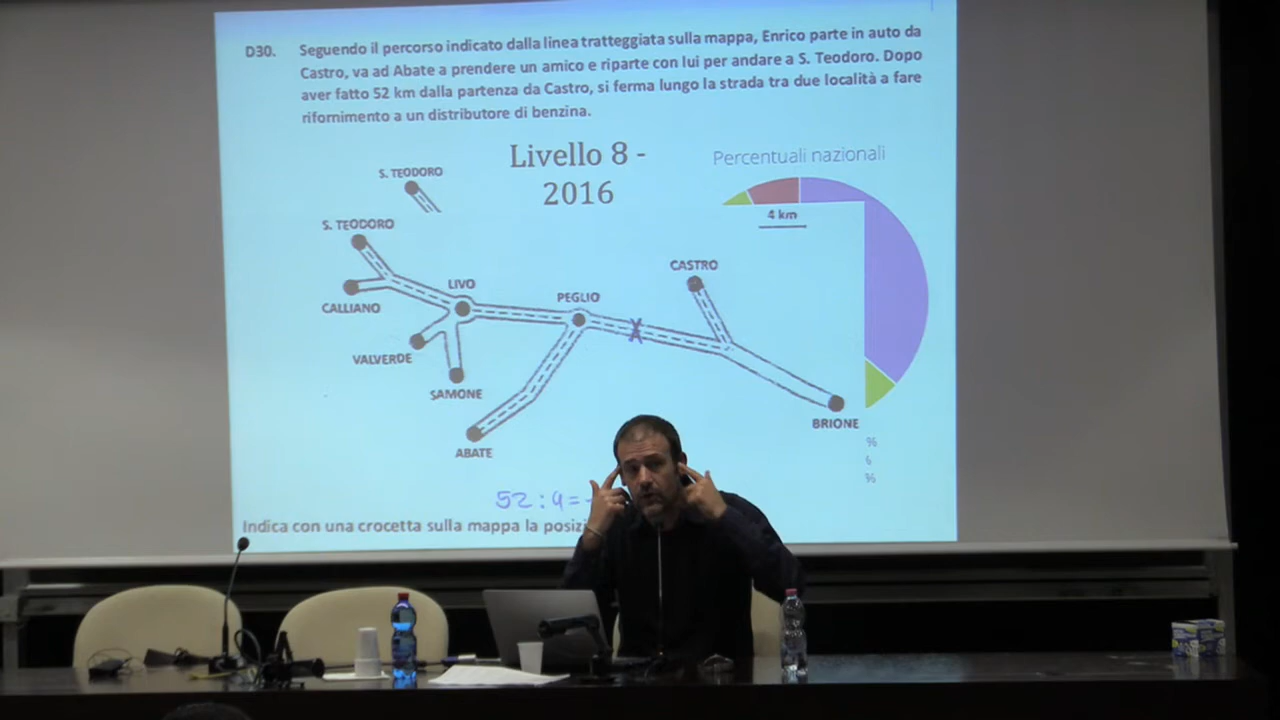 D30. Seguendo il percorso indicato dalla linea tratteggiata sulla mappa, Enrico parte in auto da
Castro, va ad Abate a prendere un amico e riparte con lui per andare a S. Teodoro. Dopo
aver fatto 52 km dalla partenza da Castro, si ferma lungo la strada tra due località a fare
rifornimento a un distributore di benzina.
Livello 8 -
2016
Percentuali nazionali
S. TEODORO
4 km
S. TEODORO
CASTRO
LIVO
PEGLIO
CALLIANO
VALVERDE
SAMONE
ABATE
BRIONE
%
6
%
52 : 4 =
Indica con una crocetta sulla mappa la posizi